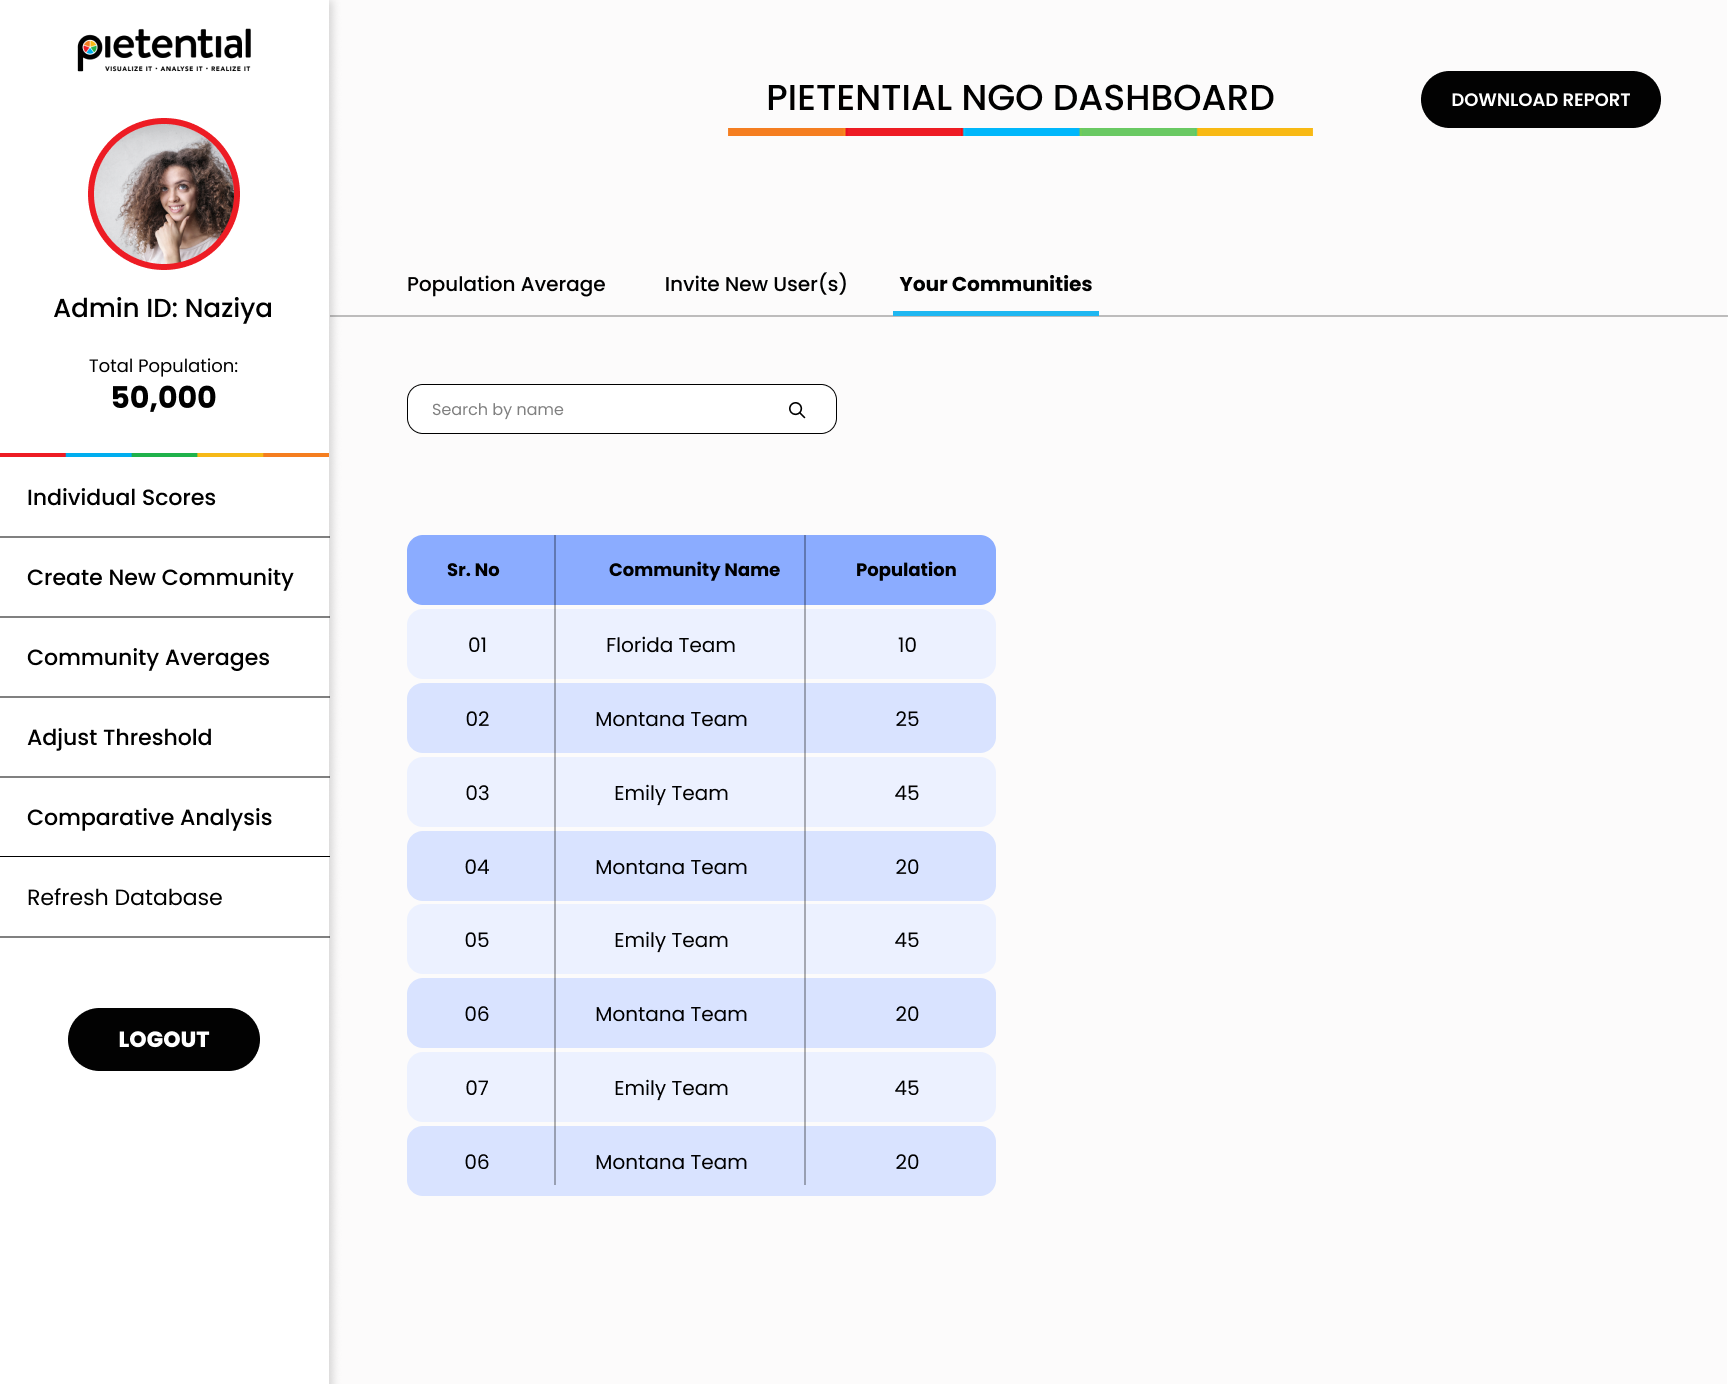 pietential
VISUALIZE IT · ANALYSE IT · REALIZE IT
Admin ID: Naziya
Total Population:
50,000
Individual Scores
Create New Community
Community Averages
Adjust Threshold
Comparative Analysis
Refresh Database
LOGOUT
PIETENTIAL NGO DASHBOARD
DOWNLOAD REPORT
Population Average Invite New User(s) Your Communities
Search by name
Sr. No Community Name Population
01 Florida Team 10
02 Montana Team 25
03 Emily Team 45
04 Montana Team 20
05 Emily Team 45
06 Montana Team 20
07 Emily Team 45
06 Montana Team 20